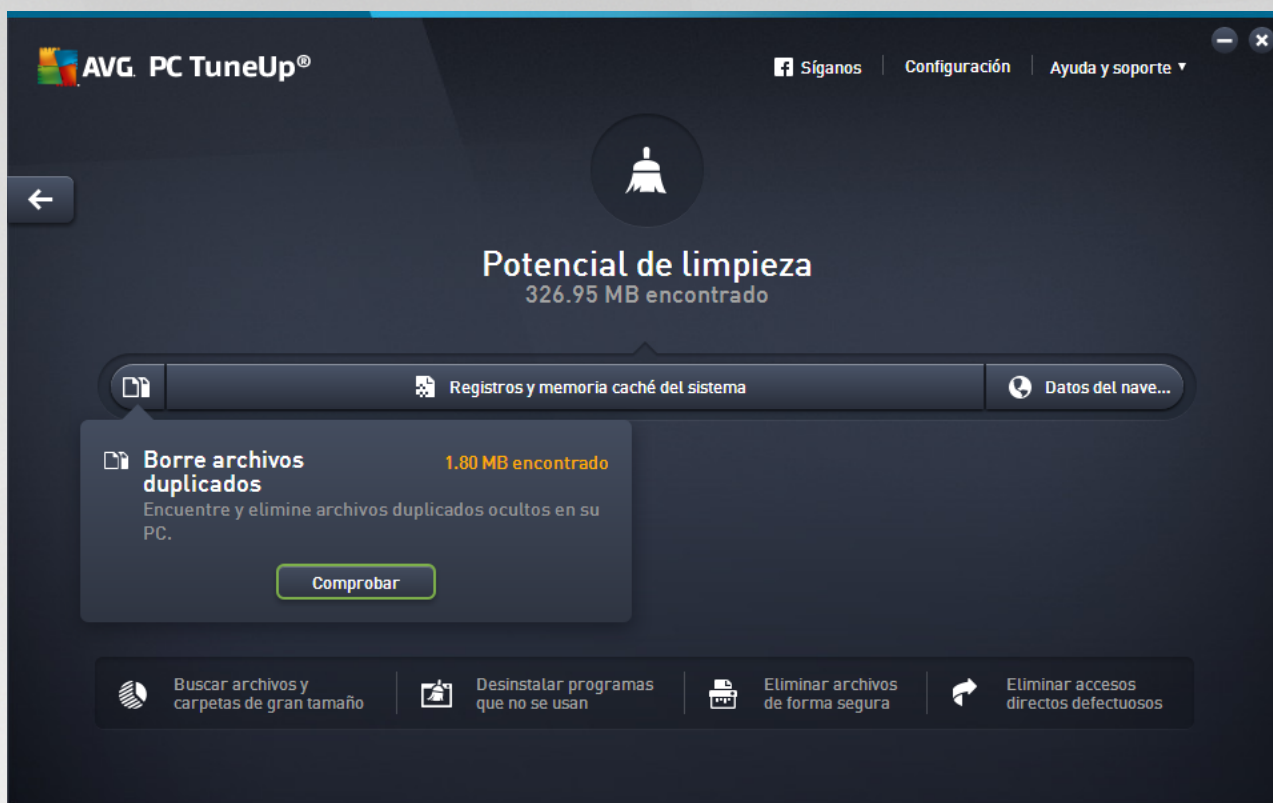 AVG. PC TuneUp®
Síganos
Configuración
Ayuda y soporte
Potencial de limpieza
326.95 MB encontrado
Registros y memoria caché del sistema
Datos del nave...
Borre archivos
duplicados
1.80 MB encontrado
Encuentre y elimine archivos duplicados ocultos en su
PC.
Comprobar
Buscar archivos y
carpetas de gran tamaño
Desinstalar programas
que no se usan
Eliminar archivos
de forma segura
Eliminar accesos
directos defectuosos